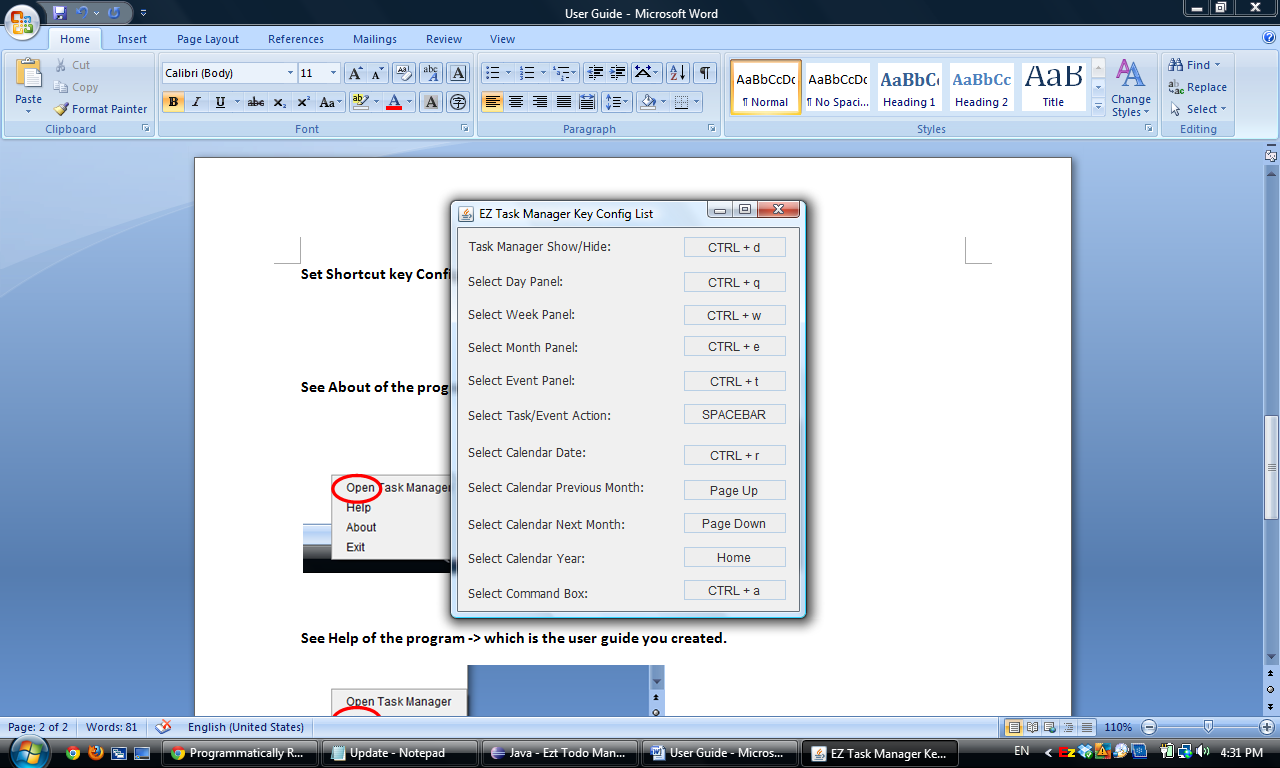 User Guide - Microsoft Word
Home Insert Page Layout References Mailings Review View
Paste
Cut
Copy
Format Painter
Clipboard
Calibri (Body) 11
B I U abc x₂ x² Aa
Font
Paragraph
AaBbCcDc AaBbCcDc AaBbC AaBbCc AaB
¶ Normal ¶ No Spaci... Heading 1 Heading 2 Title
Change Styles
Styles
Find
Replace
Select
Editing
Set Shortcut key Confi
See About of the prog
Open Task Manager
Help
About
Exit
EZ Task Manager Key Config List
Task Manager Show/Hide: CTRL + d
Select Day Panel: CTRL + q
Select Week Panel: CTRL + w
Select Month Panel: CTRL + e
Select Event Panel: CTRL + t
Select Task/Event Action: SPACEBAR
Select Calendar Date: CTRL + r
Select Calendar Previous Month: Page Up
Select Calendar Next Month: Page Down
Select Calendar Year: Home
Select Command Box: CTRL + a
See Help of the program -> which is the user guide you created.
Open Task Manager
Page: 2 of 2 Words: 81 English (United States) 110%
Programmatically R... Update - Notepad Java - Ezt Todo Man... User Guide - Micros... EZ Task Manager Ke... EN EZ 4:31 PM